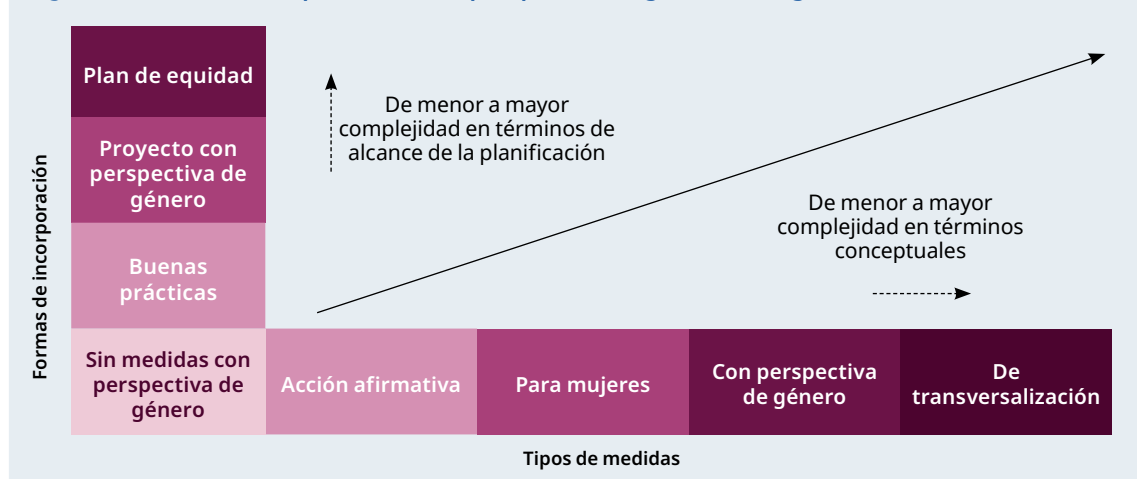 Plan de equidad
De menor a mayor
complejidad en términos de
alcance de la planificación
Proyecto con
perspectiva de
género
De menor a mayor
complejidad en términos
conceptuales
Buenas
prácticas
Formas de incorporación
Sin medidas con
perspectiva de
género
Acción afirmativa
Para mujeres
Con perspectiva
de género
De
transversalización
Tipos de medidas